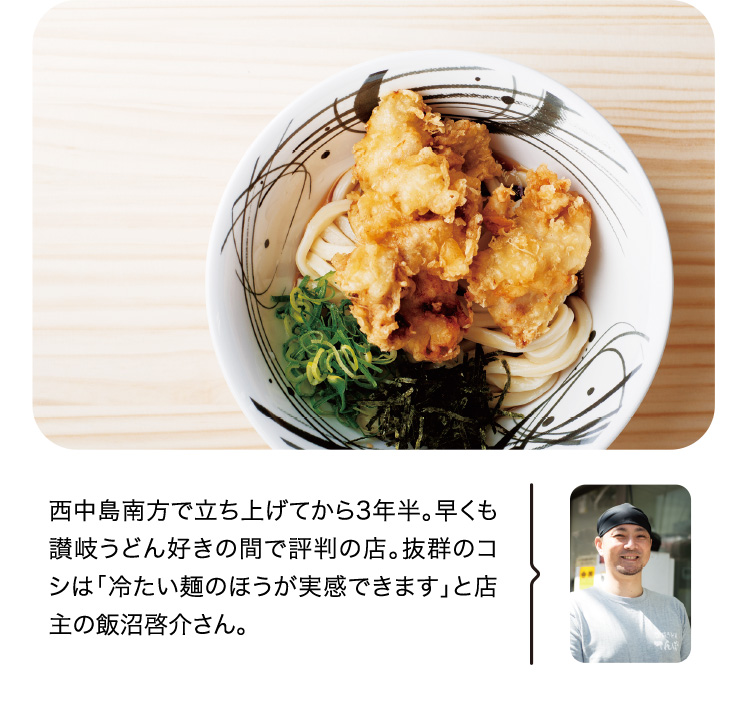 西中島南方で立ち上げてから3年半。早くも
讃岐うどん好きの間で評判の店。抜群のコ
シは「冷たい麺のほうが実感できます」と店
主の飯沼啓介さん。